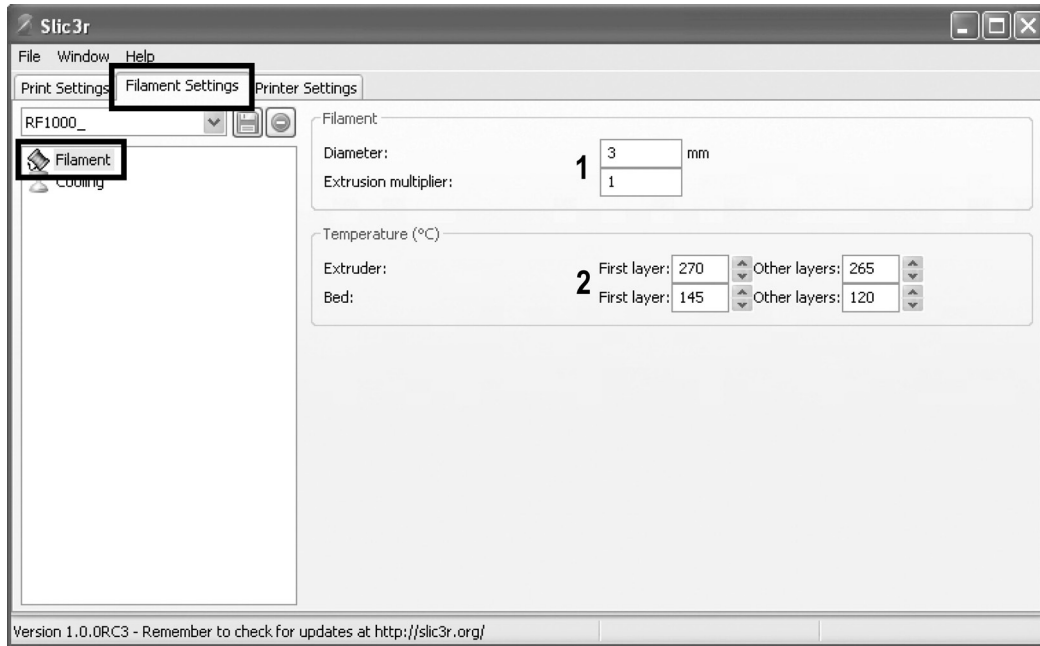 Slic3r
File Window Help
Print Settings Filament Settings Printer Settings
RF1000_
Filament
Cooling
Filament
Diameter: 1 3 mm
Extrusion multiplier: 1
Temperature (°C)
Extruder: 2 First layer: 270 Other layers: 265
Bed: First layer: 145 Other layers: 120
Version 1.0.0RC3 - Remember to check for updates at http://slic3r.org/